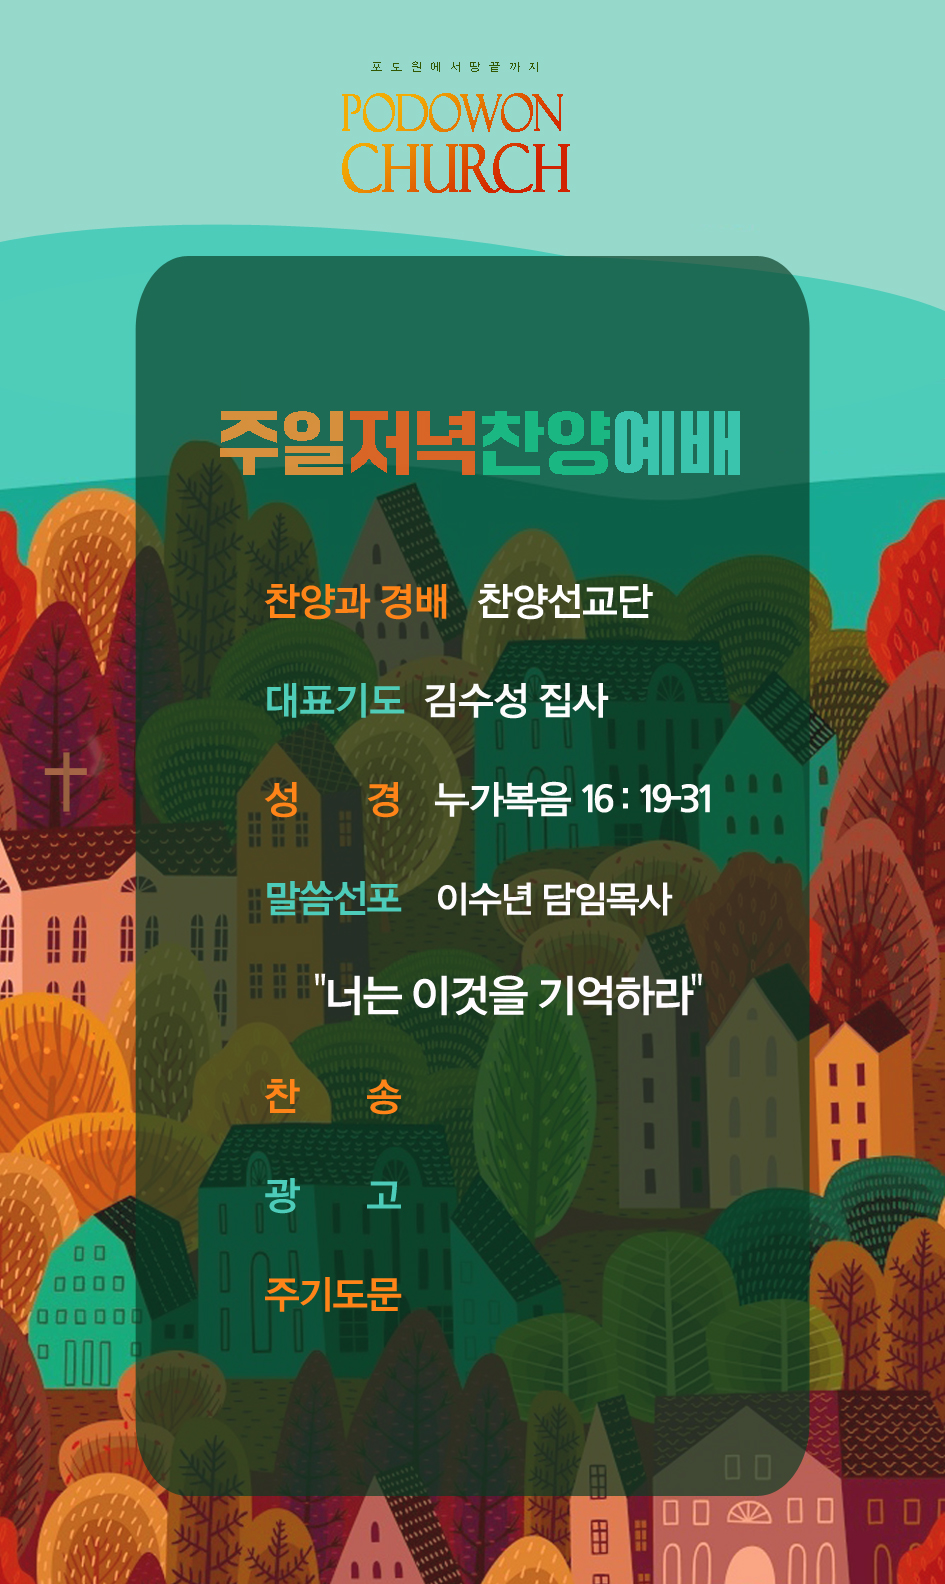 포도원에서땅끝까지
PODOWON
CHURCH
주일저녁찬양예배
찬양과 경배 찬양선교단
대표기도 김수성 집사
성 경 누가복음 16 : 19-31
말씀선포 이수년 담임목사
"너는 이것을 기억하라"
찬 송
광 고
주기도문